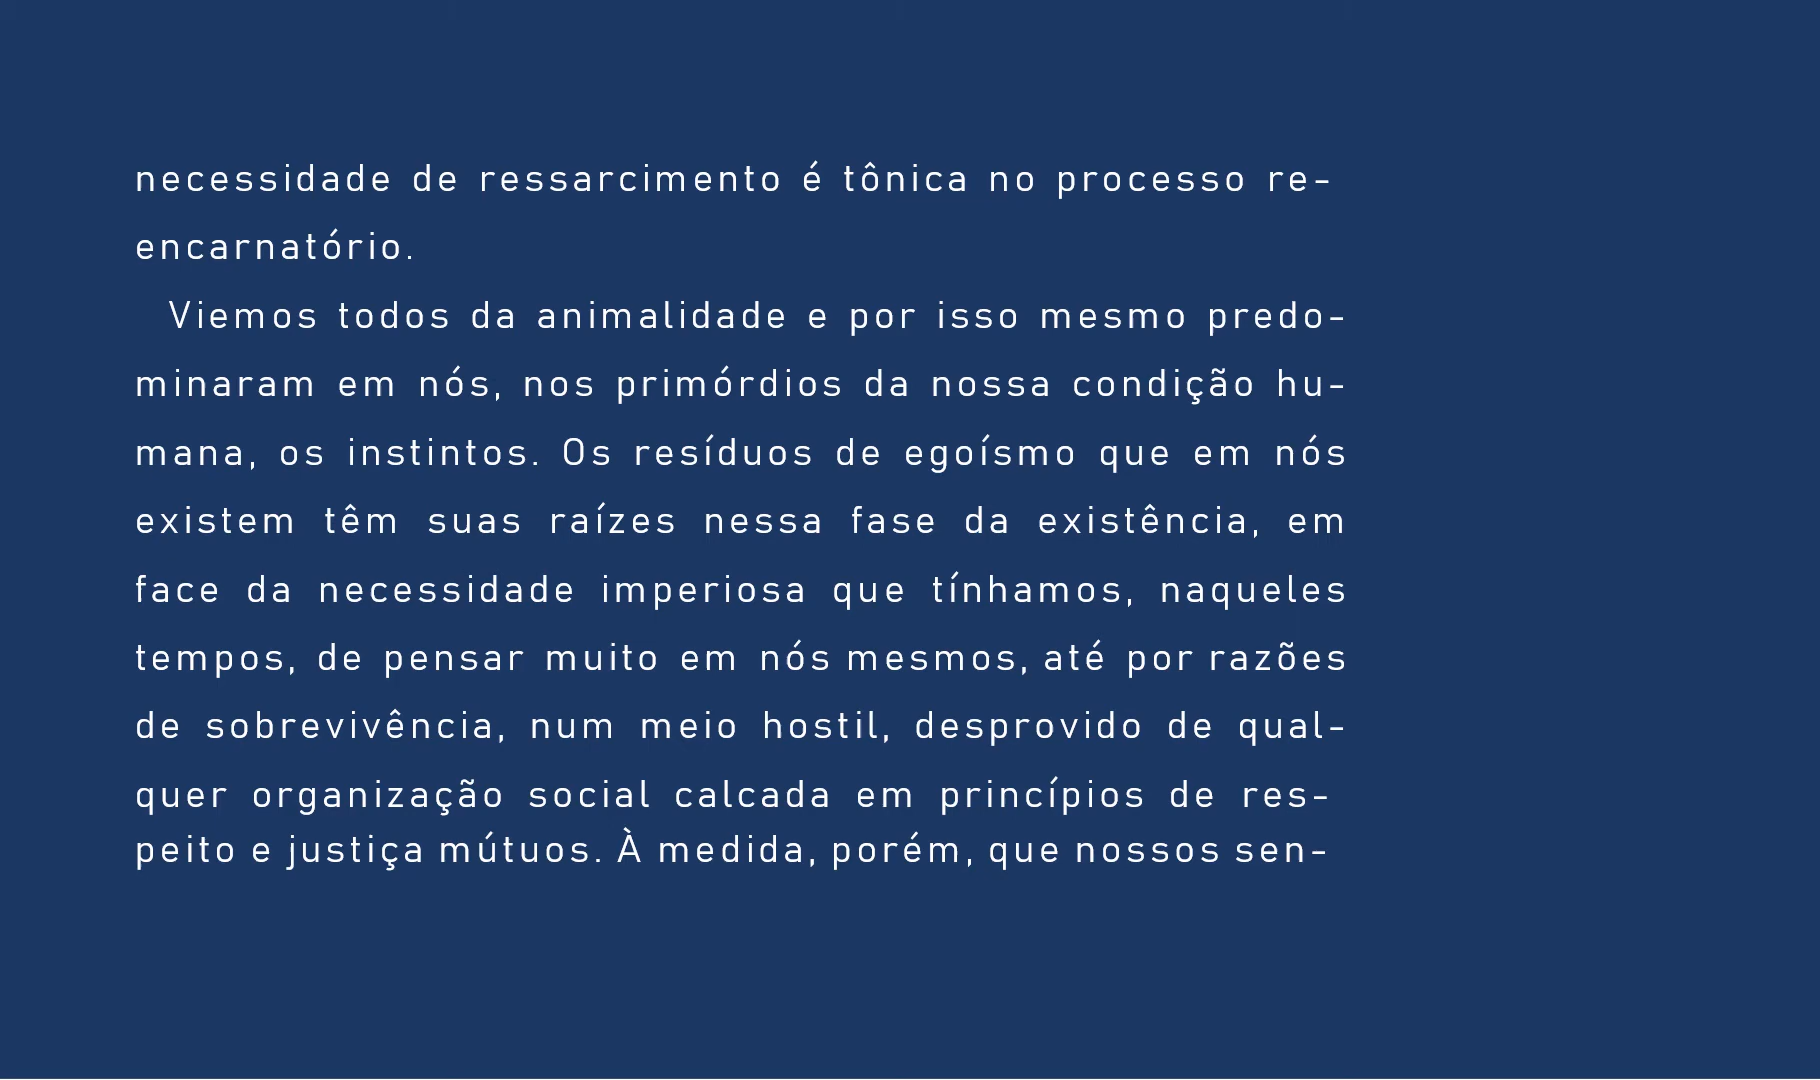 necessidade de ressarcimento é tônica no processo re-
encarnatório.
Viemos todos da animalidade e por isso mesmo predo-
minaram em nós, nos primórdios da nossa condição hu-
mana, os instintos. Os resíduos de egoísmo que em nós
existem têm suas raízes nessa fase da existência, em
face da necessidade imperiosa que tínhamos, naqueles
tempos, de pensar muito em nós mesmos, até por razões
de sobrevivência, num meio hostil, desprovido de qual-
quer organização social calcada em princípios de res-
peito e justiça mútuos. À medida, porém, que nossos sen-